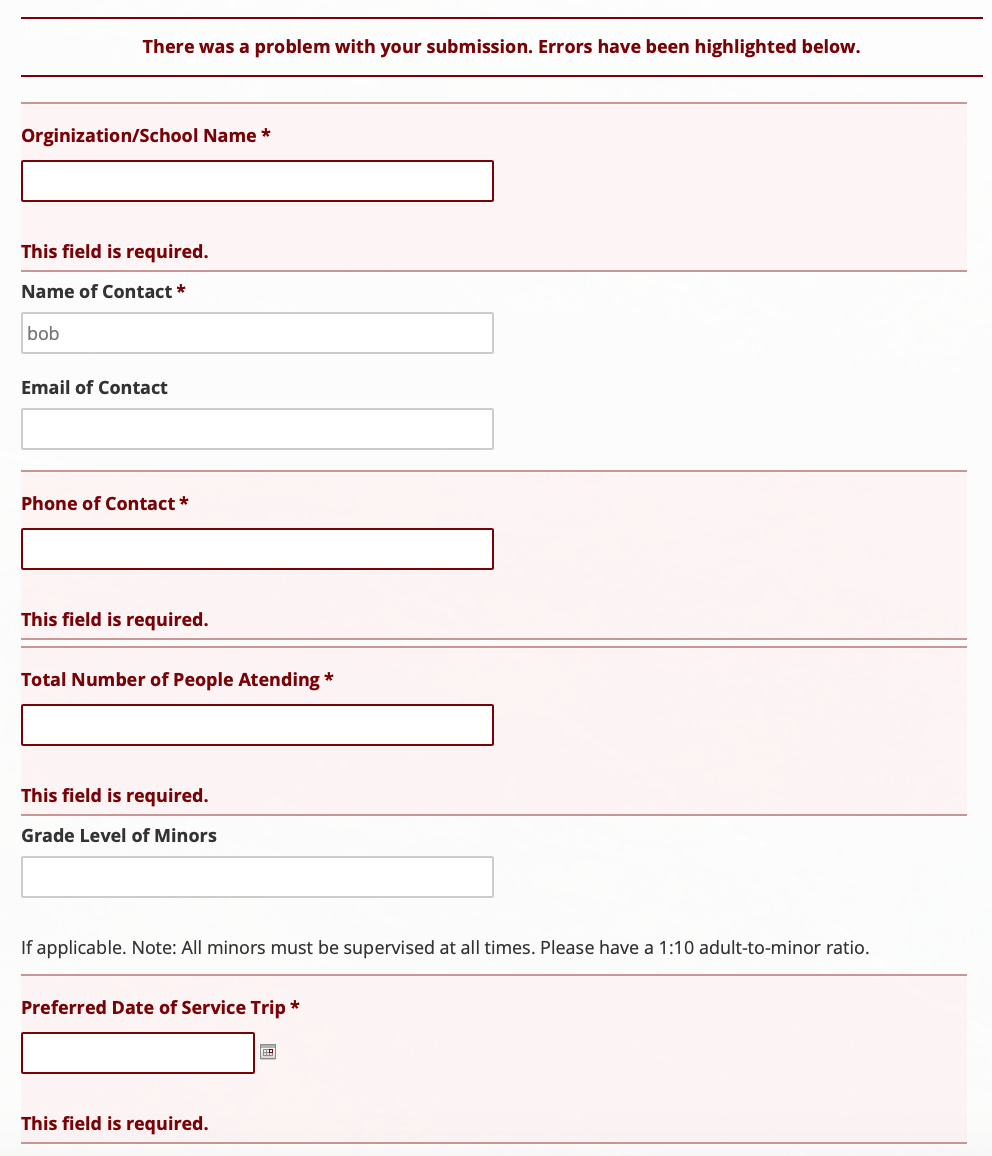 There was a problem with your submission. Errors have been highlighted below.
Orginization/School Name *
This field is required.
Name of Contact *
bob
Email of Contact
Phone of Contact *
This field is required.
Total Number of People Atending *
This field is required.
Grade Level of Minors
If applicable. Note: All minors must be supervised at all times. Please have a 1:10 adult-to-minor ratio.
Preferred Date of Service Trip *
This field is required.